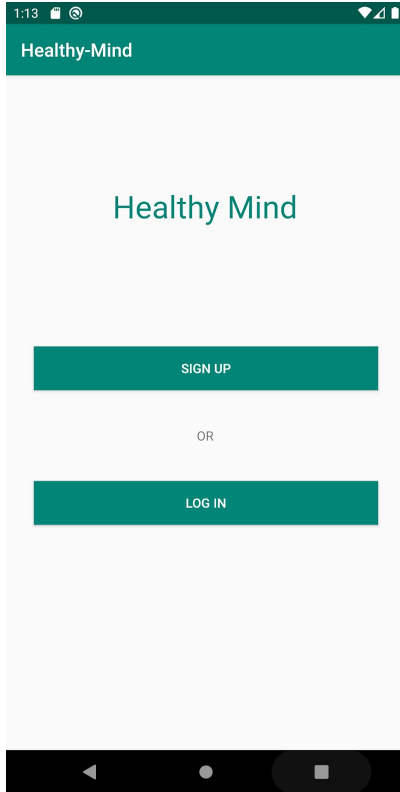 1:13
Healthy-Mind
Healthy Mind
SIGN UP
OR
LOG IN